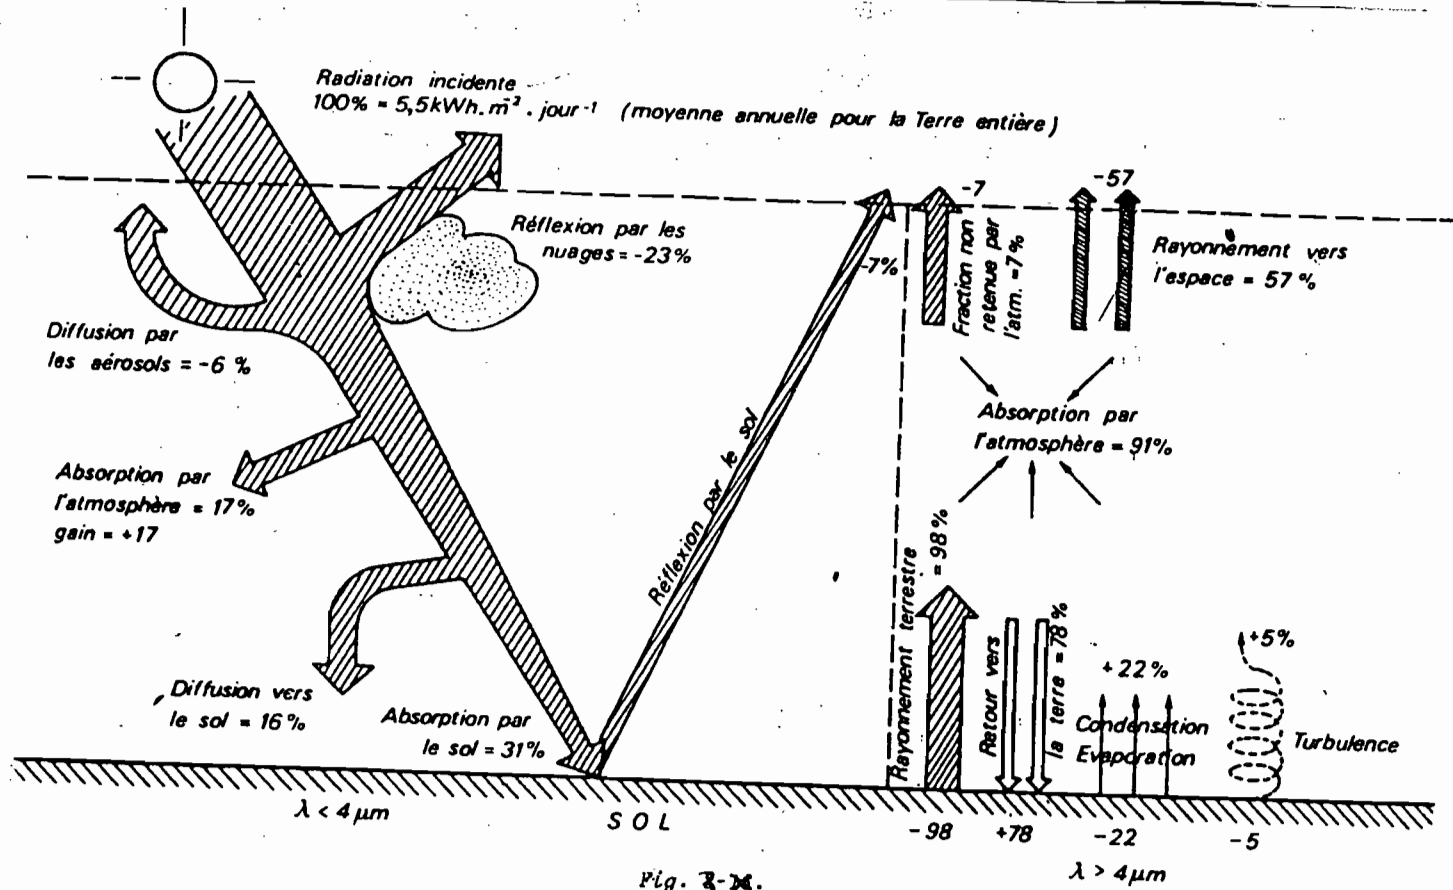 Radiation incidente
100% = 5,5kWh.m⁻². jour⁻¹ (moyenne annuelle pour la Terre entière)
Réflexion par les
nuages = -23%
Diffusion par
les aérosols = -6 %
Absorption par
l'atmosphère = 17%
gain = +17
Diffusion vers
le sol = 16%
Absorption par
le sol = 31%
Réflexion par le sol
-7%
-7
Fraction non
retenue par
l'atm. = 7%
-57
Rayonnement vers
l'espace = 57 %
Absorption par
l'atmosphère = 91%
Rayonnement terrestre
= 98%
Retour vers
la terre = 78%
+22%
Condensation
Evaporation
+5%
Turbulence
λ < 4 µm
SOL
-98
+78
-22
-5
λ > 4 µm
Fig.